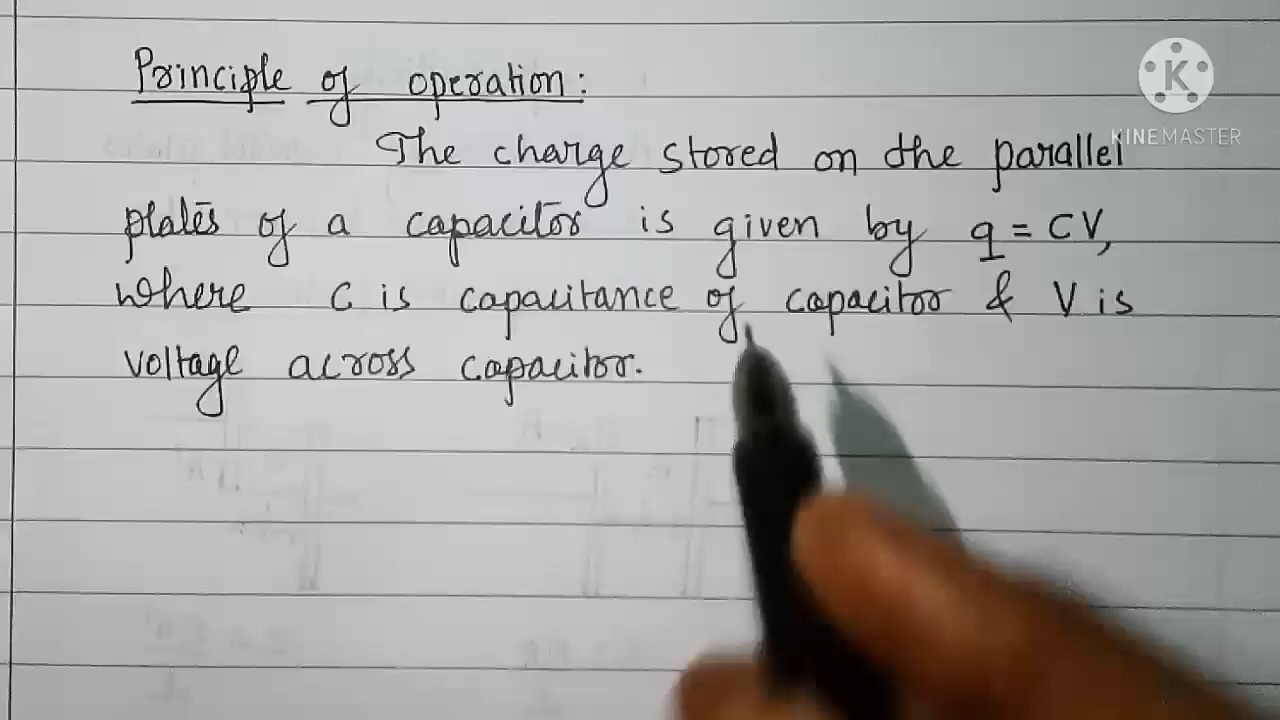 Principle of operation:
K
KINEMASTER
The charge stored on the parallel
plates of a capacitor is given by q = CV,
where C is capacitance of capacitor & V is
voltage across capacitor.